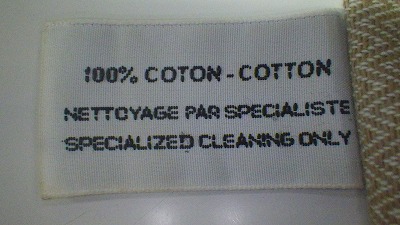 100% COTON - COTTON
NETTOYAGE PAR SPECIALISTE
SPECIALIZED CLEANING ONLY